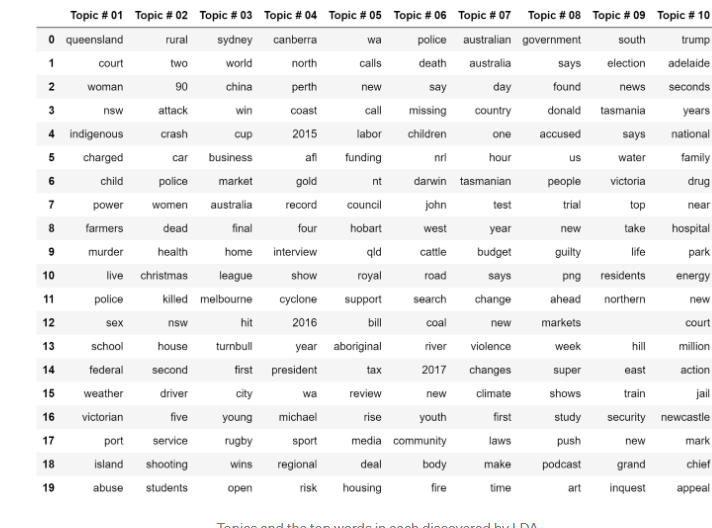 Topic # 01 Topic # 02 Topic # 03 Topic # 04 Topic # 05 Topic # 06 Topic # 07 Topic # 08 Topic # 09 Topic # 10
0 queensland rural sydney canberra wa police australian government south trump
1 court two world north calls death australia says election adelaide
2 woman 90 china perth new say day found news seconds
3 nsw attack win coast call missing country donald tasmania years
4 indigenous crash cup 2015 labor children one accused says national
5 charged car business afl funding nrl hour us water family
6 child police market gold nt darwin tasmanian people victoria drug
7 power women australia record council john test trial top near
8 farmers dead final four hobart west year new take hospital
9 murder health home interview qld cattle budget guilty life park
10 live christmas league show royal road says png residents energy
11 police killed melbourne cyclone support search change ahead northern new
12 sex nsw hit 2016 bill coal new markets court
13 school house turnbull year aboriginal river violence week hill million
14 federal second first president tax 2017 changes super east action
15 weather driver city wa review new climate shows train jail
16 victorian five young michael rise youth first study security newcastle
17 port service rugby sport media community laws push new mark
18 island shooting wins regional deal body make podcast grand chief
19 abuse students open risk housing fire time art inquest appeal
Topics and the top words in each discovered by LDA